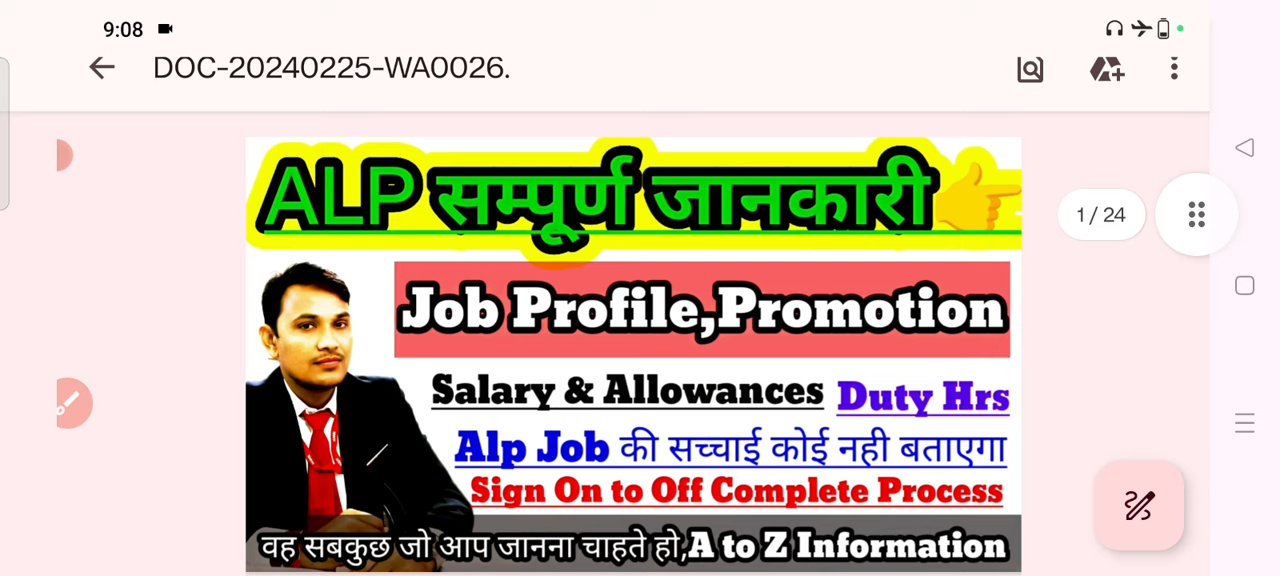 9:08
DOC-20240225-WA0026.
ALP सम्पूर्ण जानकारी
1 / 24
Job Profile,Promotion
Salary & Allowances Duty Hrs
Alp Job की सच्चाई कोई नही बताएगा
Sign On to Off Complete Process
वह सबकुछ जो आप जानना चाहते हो,A to Z Information